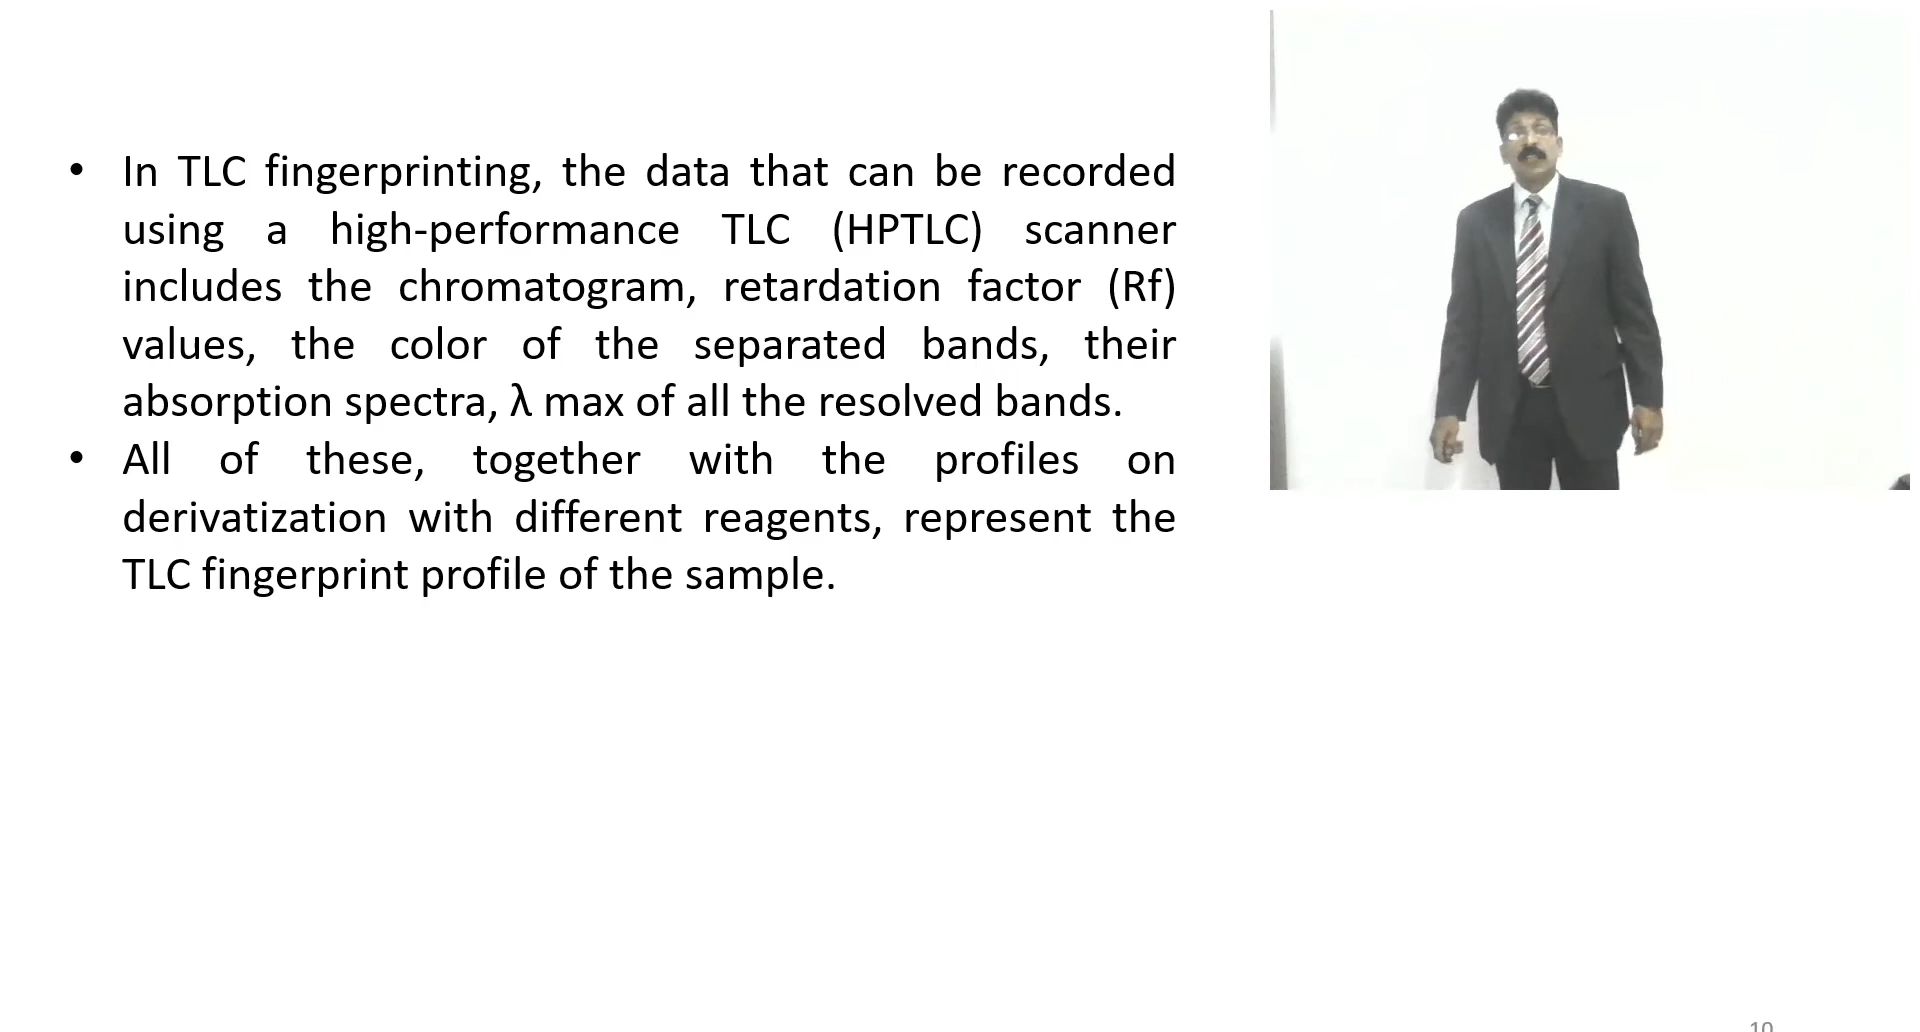 • In TLC fingerprinting, the data that can be recorded
using a high-performance TLC (HPTLC) scanner
includes the chromatogram, retardation factor (Rf)
values, the color of the separated bands, their
absorption spectra, λ max of all the resolved bands.
• All of these, together with the profiles on
derivatization with different reagents, represent the
TLC fingerprint profile of the sample.
10